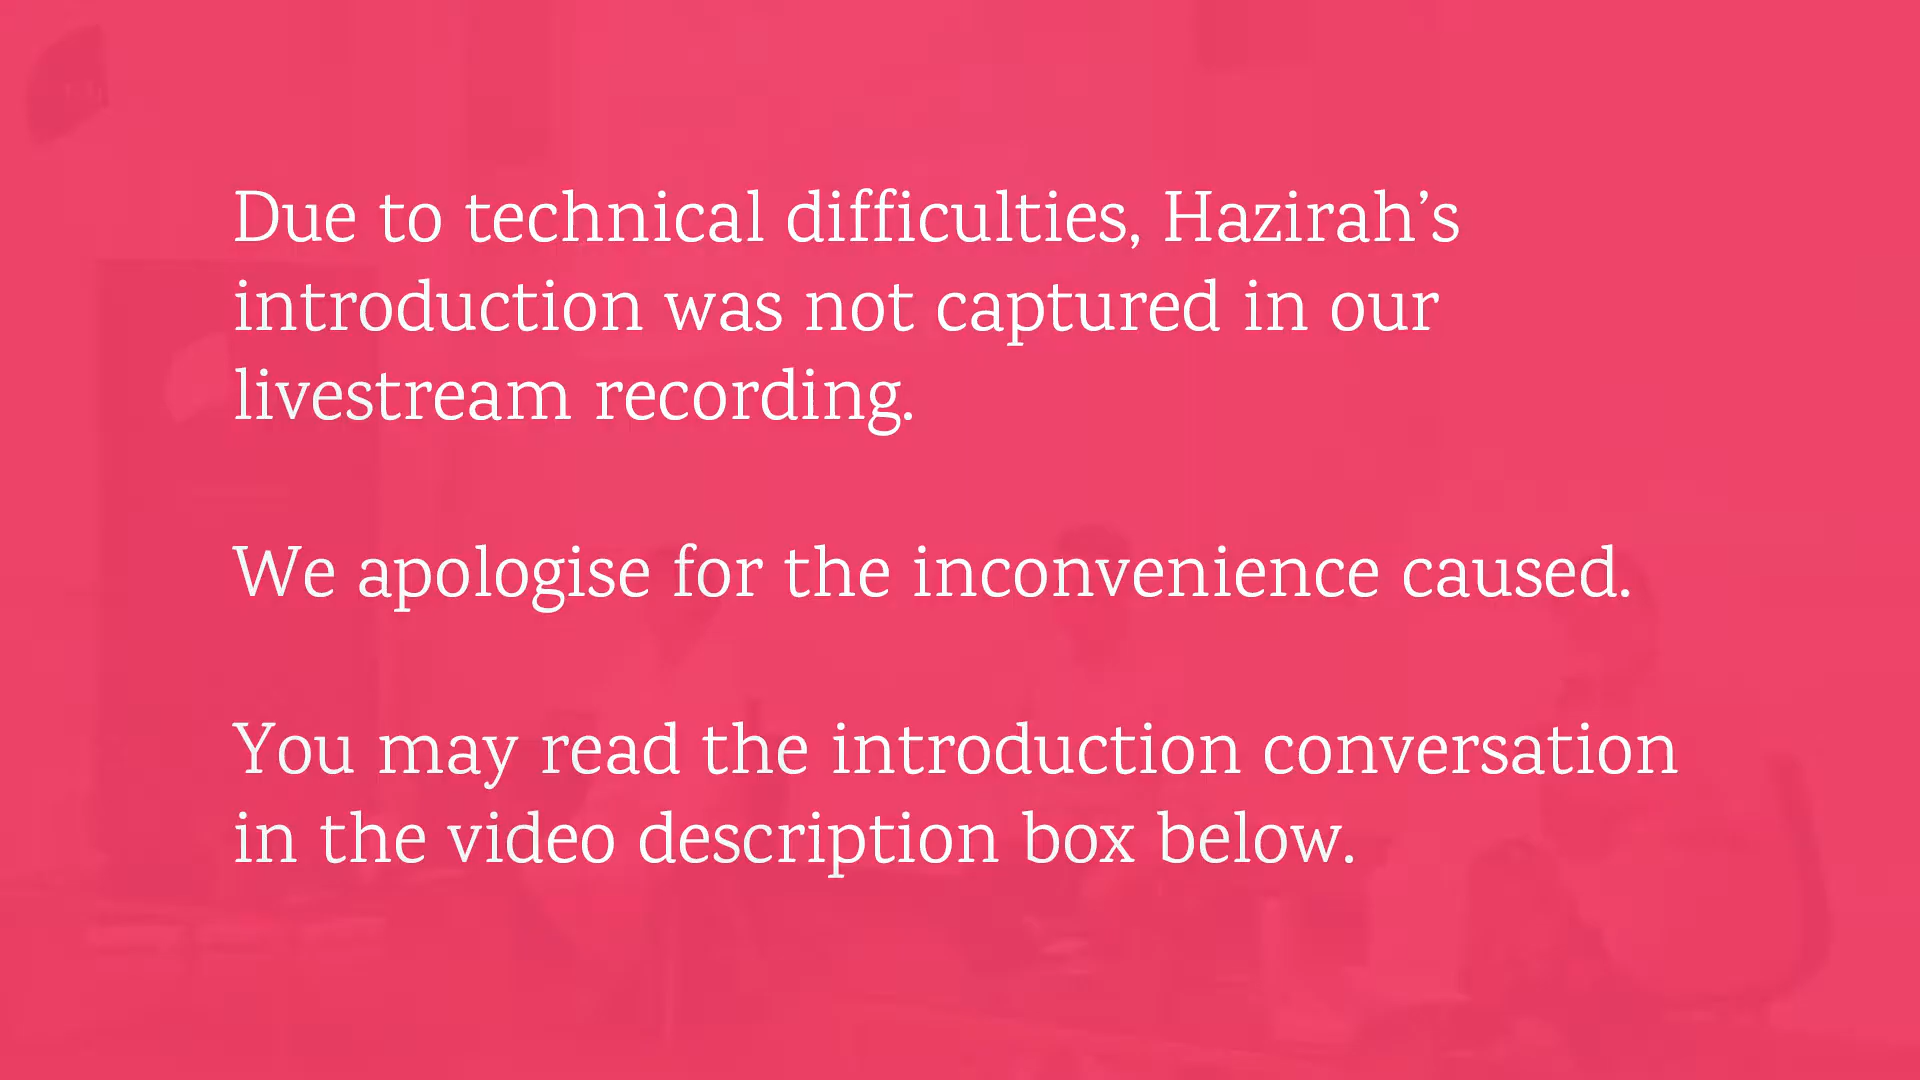 Due to technical difficulties, Hazirah’s
introduction was not captured in our
livestream recording.
We apologise for the inconvenience caused.
You may read the introduction conversation
in the video description box below.